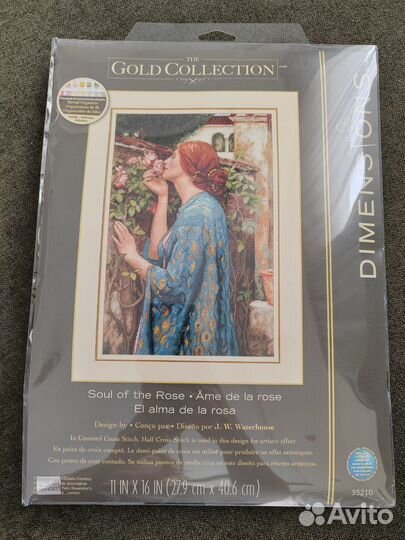 THE
GOLD COLLECTION
Thread Organizer
DIMENSIONS
Soul of the Rose • Âme de la rose
El alma de la rosa
Design by • Conçu par • Diseño por J. W. Waterhouse
In Counted Cross Stitch. Half Cross Stitch is used in this design for artistic effect.
En point de croix compté. Le demi-point de croix est utilisé pour produire un effet artistique.
Con punto de cruz contado. Se utiliza puntos de media cruz en este diseño para efectos artísticos.
11 IN X 16 IN (27.9 cm x 40.6 cm)
35210
Avito